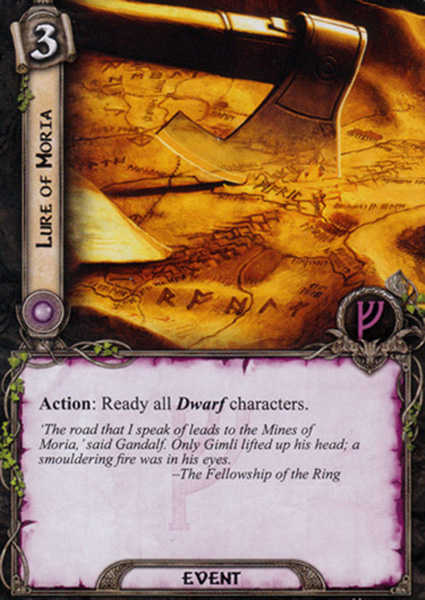 3
LURE OF MORIA
Action: Ready all Dwarf characters.
'The road that I speak of leads to the Mines of
Moria,' said Gandalf. Only Gimli lifted up his head; a
smouldering fire was in his eyes.
–The Fellowship of the Ring
EVENT